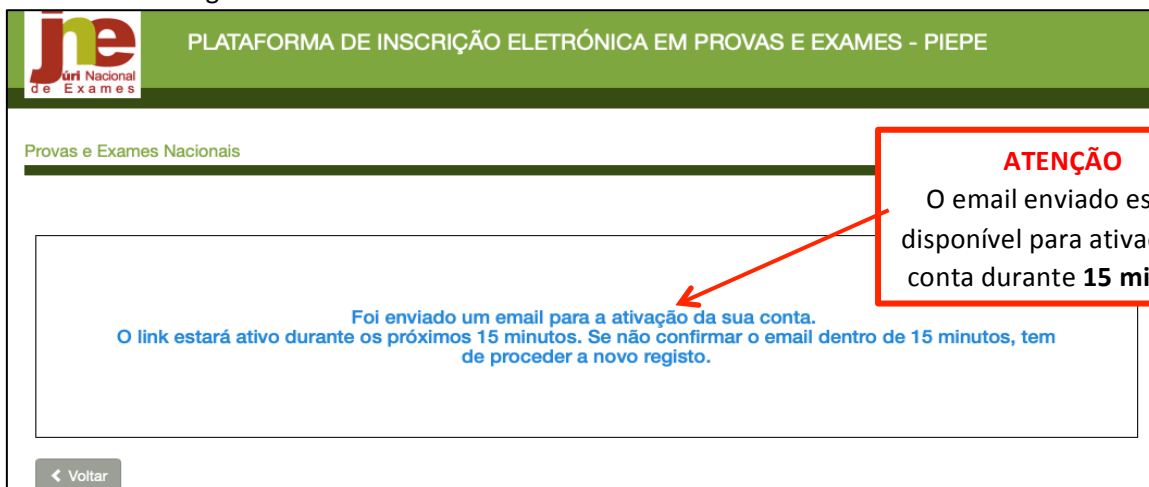 jne
Júri Nacional
de Exames
PLATAFORMA DE INSCRIÇÃO ELETRÓNICA EM PROVAS E EXAMES - PIEPE
Provas e Exames Nacionais
ATENÇÃO
O email enviado es
disponível para ativa
conta durante 15 mi
Foi enviado um email para a ativação da sua conta.
O link estará ativo durante os próximos 15 minutos. Se não confirmar o email dentro de 15 minutos, tem
de proceder a novo registo.
Voltar